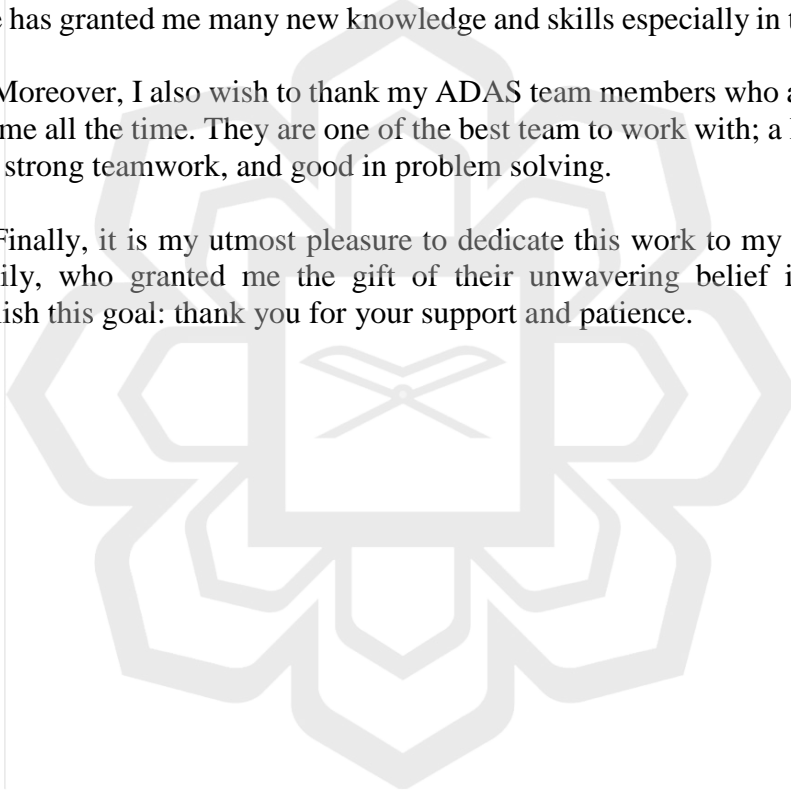 has granted me many new knowledge and skills especially in
Moreover, I also wish to thank my ADAS team members who
me all the time. They are one of the best team to work with; a
strong teamwork, and good in problem solving.
Finally, it is my utmost pleasure to dedicate this work to my
who granted me the gift of their unwavering belief
this goal: thank you for your support and patience.